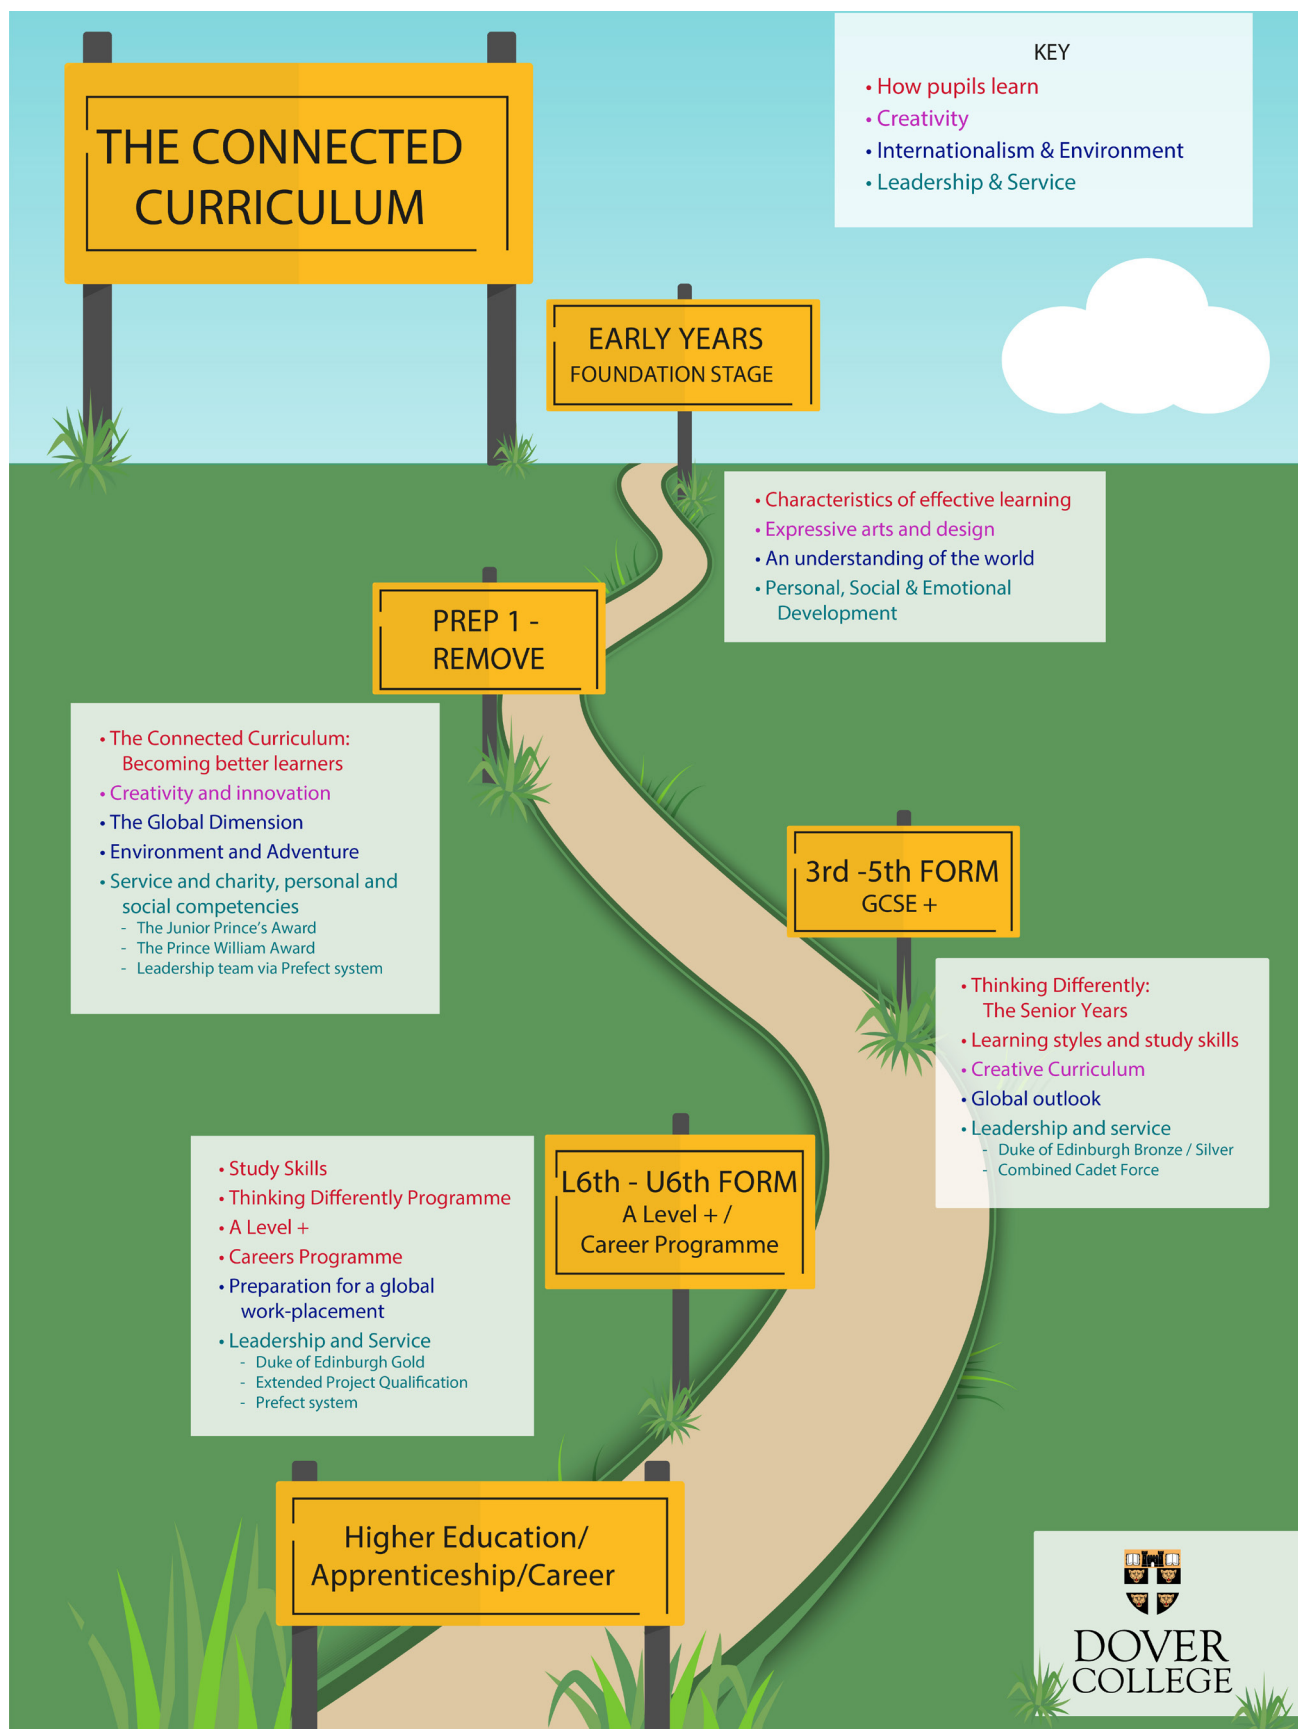 THE CONNECTED
CURRICULUM
KEY
• How pupils learn
• Creativity
• Internationalism & Environment
• Leadership & Service
EARLY YEARS
FOUNDATION STAGE
• Characteristics of effective learning
• Expressive arts and design
• An understanding of the world
• Personal, Social & Emotional
Development
PREP 1 -
REMOVE
• The Connected Curriculum:
Becoming better learners
• Creativity and innovation
• The Global Dimension
• Environment and Adventure
• Service and charity, personal and
social competencies
- The Junior Prince's Award
- The Prince William Award
- Leadership team via Prefect system
3rd -5th FORM
GCSE +
• Thinking Differently:
The Senior Years
• Learning styles and study skills
• Creative Curriculum
• Global outlook
• Leadership and service
- Duke of Edinburgh Bronze / Silver
- Combined Cadet Force
L6th - U6th FORM
A Level + /
Career Programme
• Study Skills
• Thinking Differently Programme
• A Level +
• Careers Programme
• Preparation for a global
work-placement
• Leadership and Service
- Duke of Edinburgh Gold
- Extended Project Qualification
- Prefect system
Higher Education/
Apprenticeship/Career
DOVER
COLLEGE